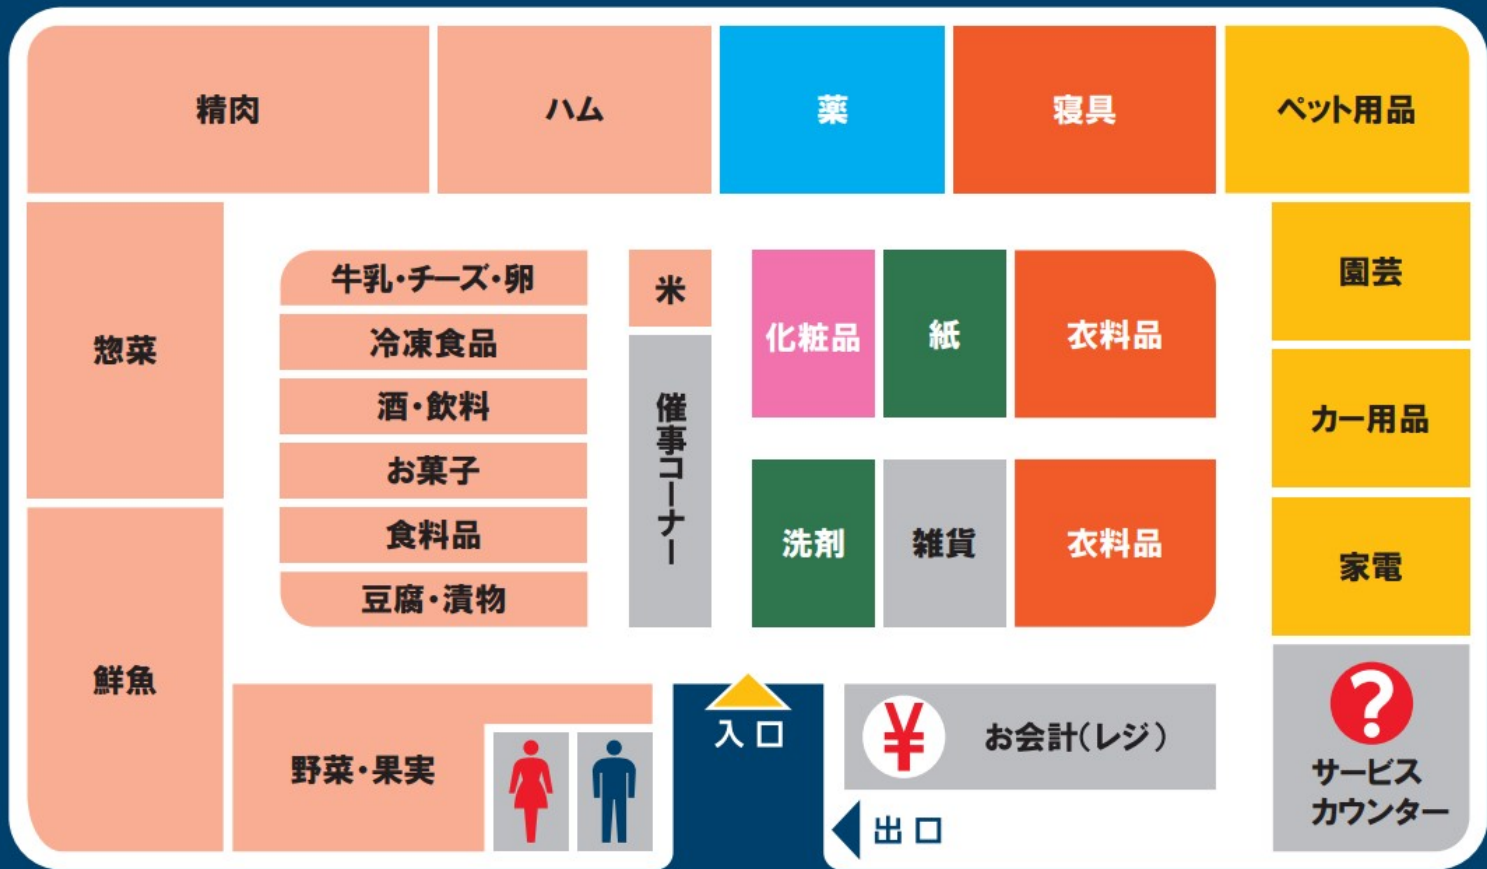 精肉
ハム
薬
寝具
ペット用品
惣菜
牛乳・チーズ・卵
冷凍食品
酒・飲料
お菓子
食料品
豆腐・漬物
米
催事コーナー
化粧品
紙
衣料品
洗剤
雑貨
衣料品
園芸
カー用品
家電
鮮魚
野菜・果実
入口
¥
お会計(レジ)
出口
?
サービス
カウンター